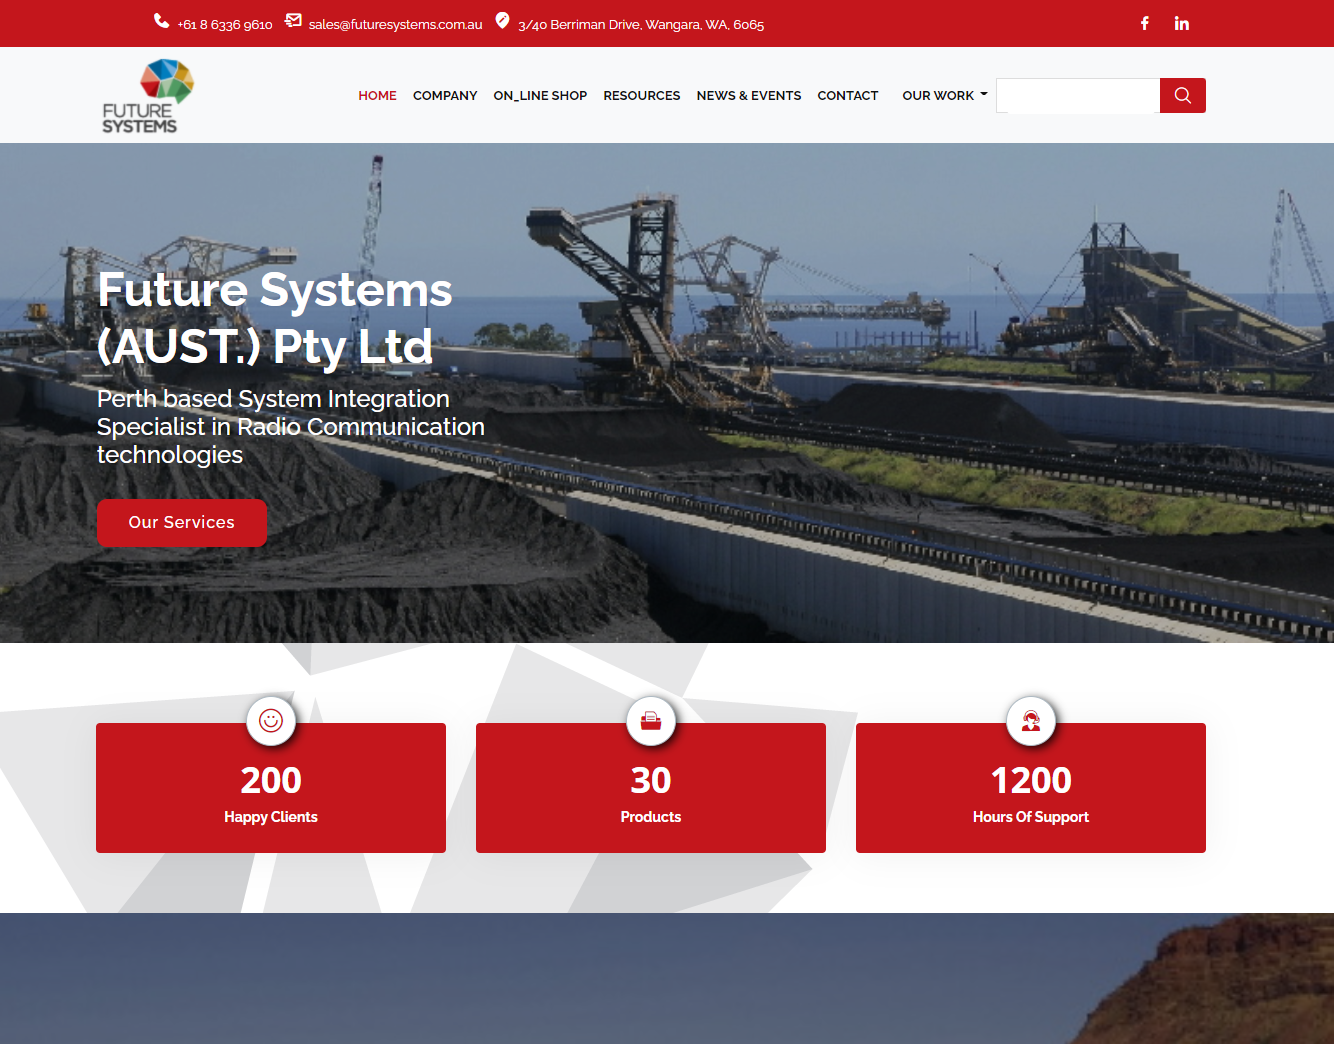 +61 8 6336 9610 sales@futuresystems.com.au 3/40 Berriman Drive, Wangara, WA, 6065
FUTURE
SYSTEMS
HOME COMPANY ON_LINE SHOP RESOURCES NEWS & EVENTS CONTACT OUR WORK
Future Systems
(AUST.) Pty Ltd
Perth based System Integration
Specialist in Radio Communication
technologies
Our Services
200
Happy Clients
30
Products
1200
Hours Of Support